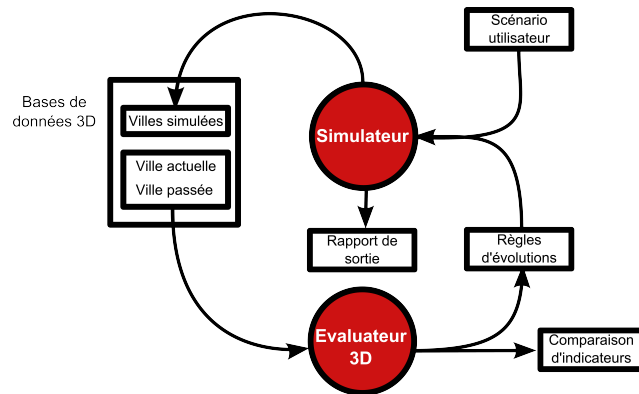 Scénario
utilisateur
Bases de
données 3D
Villes simulées
Ville actuelle
Ville passée
Simulateur
Rapport de
sortie
Règles
d'évolutions
Evaluateur
3D
Comparaison
d'indicateurs